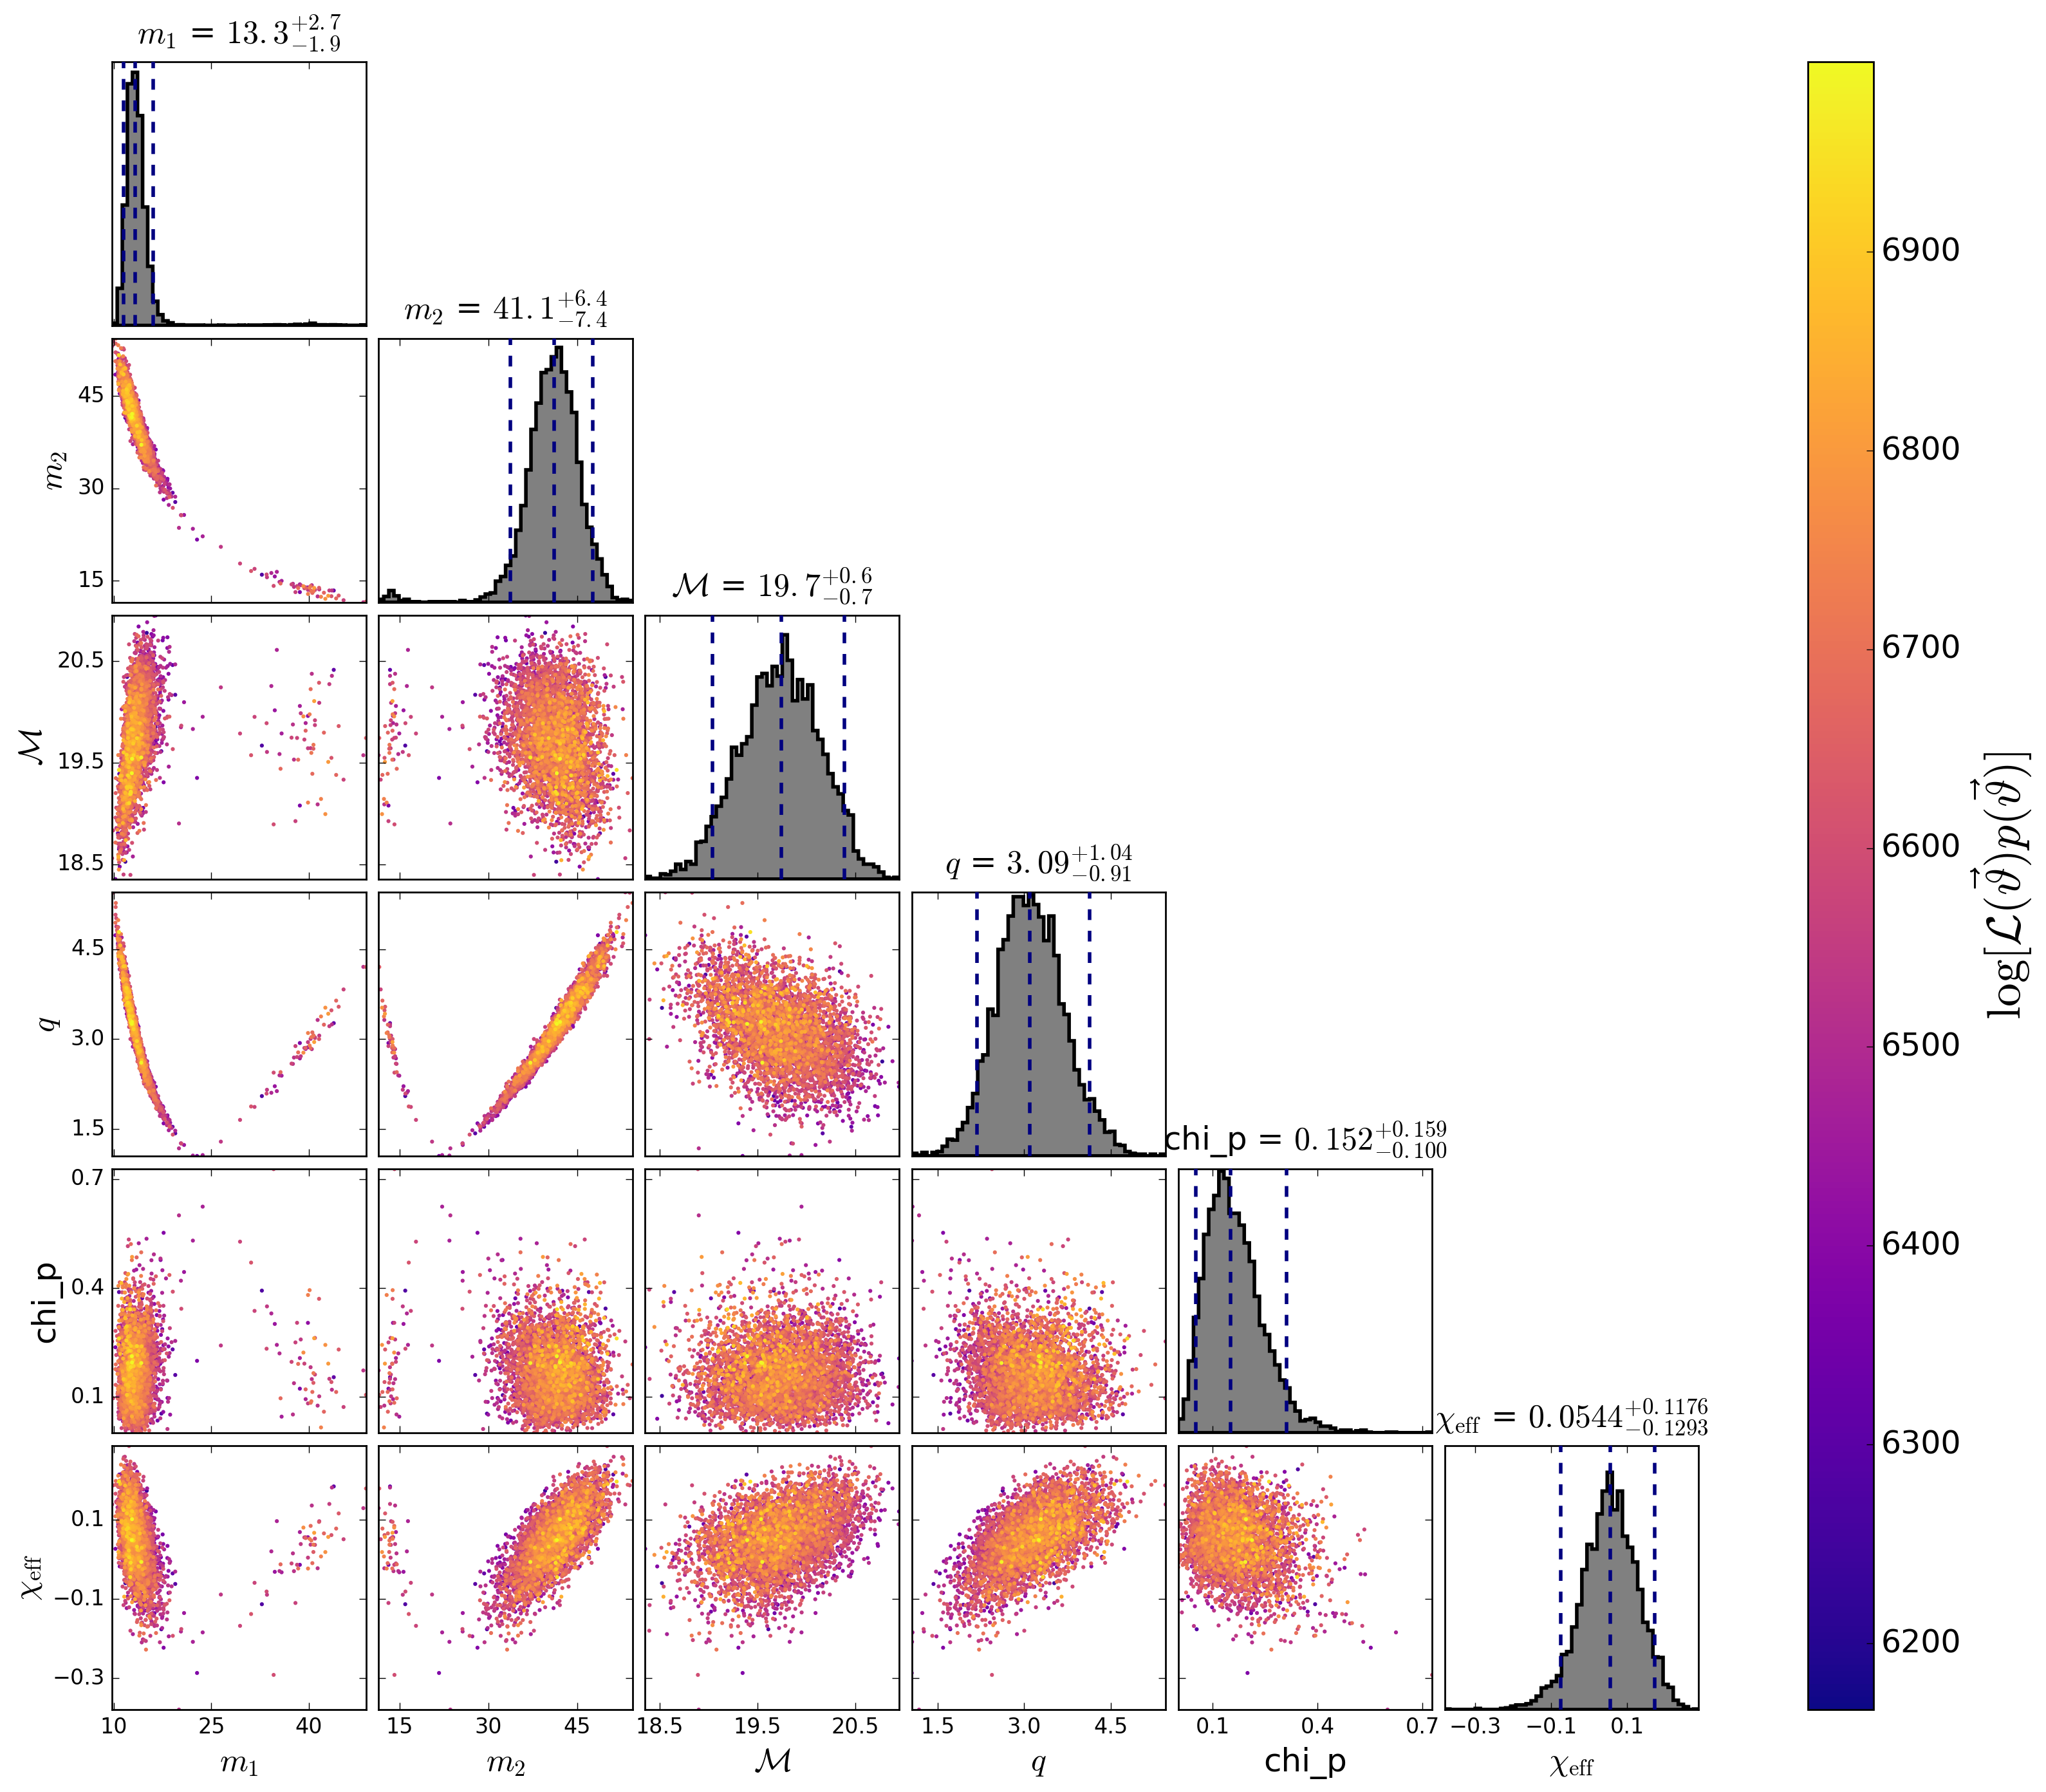 m₁ = 13.3 +2.7 −1.9
m₂ = 41.1 +6.4 −7.4
ℳ = 19.7 +0.6 −0.7
q = 3.09 +1.04 −0.91
chi_p = 0.152 +0.159 −0.100
χeff = 0.0544 +0.1176 −0.1293
m₂
45
30
15
ℳ
20.5
19.5
18.5
q
4.5
3.0
1.5
chi_p
0.7
0.4
0.1
χeff
0.1
−0.1
−0.3
10 25 40
15 30 45
18.5 19.5 20.5
1.5 3.0 4.5
0.1 0.4 0.7
−0.3 −0.1 0.1
m₁
m₂
ℳ
q
chi_p
χeff
6900
6800
6700
6600
6500
6400
6300
6200
log[ℒ(ϑ⃗)p(ϑ⃗)]